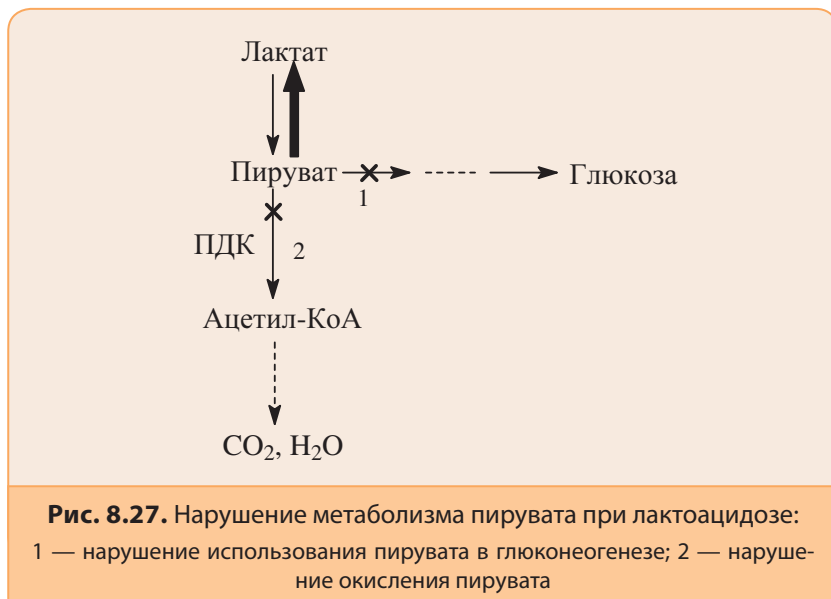 Лактат
Пируват
1
Глюкоза
ПДК
2
Ацетил-КоА
CO₂, H₂O
Рис. 8.27. Нарушение метаболизма пирувата при лактоацидозе:
1 — нарушение использования пирувата в глюконеогенезе; 2 — наруше-
ние окисления пирувата